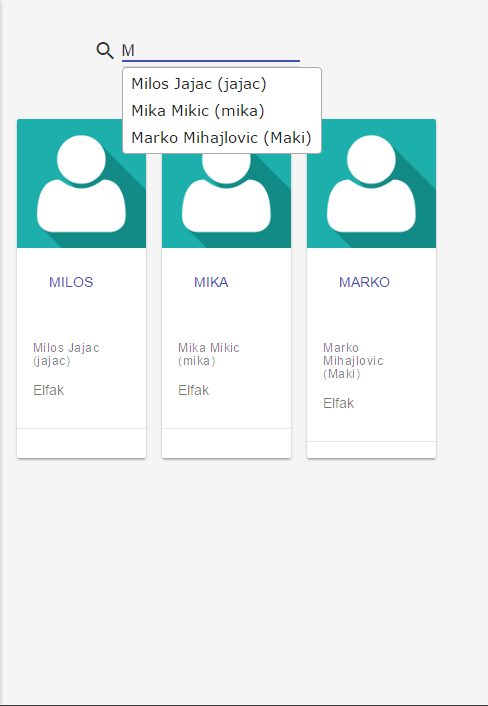 M
Milos Jajac (jajac)
Mika Mikic (mika)
Marko Mihajlovic (Maki)
MILOS
Milos Jajac
(jajac)
Elfak
MIKA
Mika Mikic
(mika)
Elfak
MARKO
Marko
Mihajlovic
(Maki)
Elfak